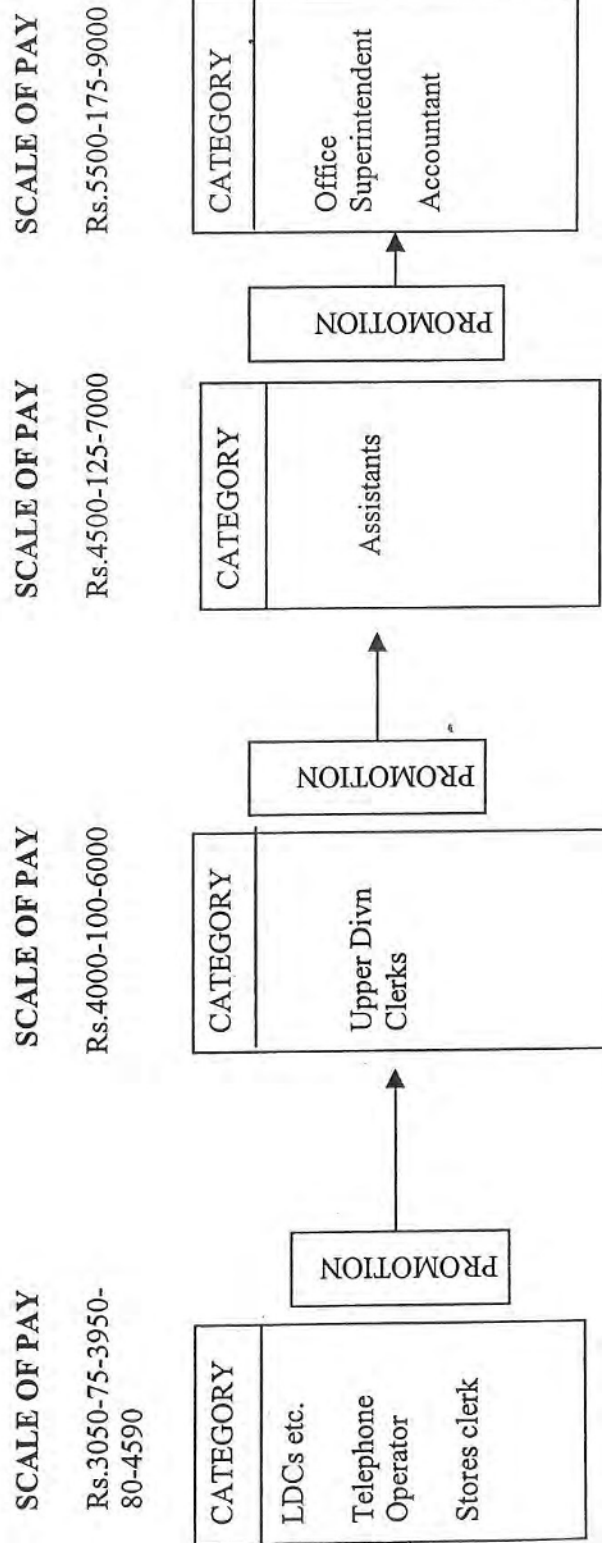 SCALE OF PAY
Rs.3050-75-3950-
80-4590
CATEGORY
LDCs etc.
Telephone
Operator
Stores clerk
PROMOTION
SCALE OF PAY
Rs.4000-100-6000
CATEGORY
Upper Divn
Clerks
PROMOTION
SCALE OF PAY
Rs.4500-125-7000
CATEGORY
Assistants
PROMOTION
SCALE OF PAY
Rs.5500-175-9000
CATEGORY
Office
Superintendent
Accountant